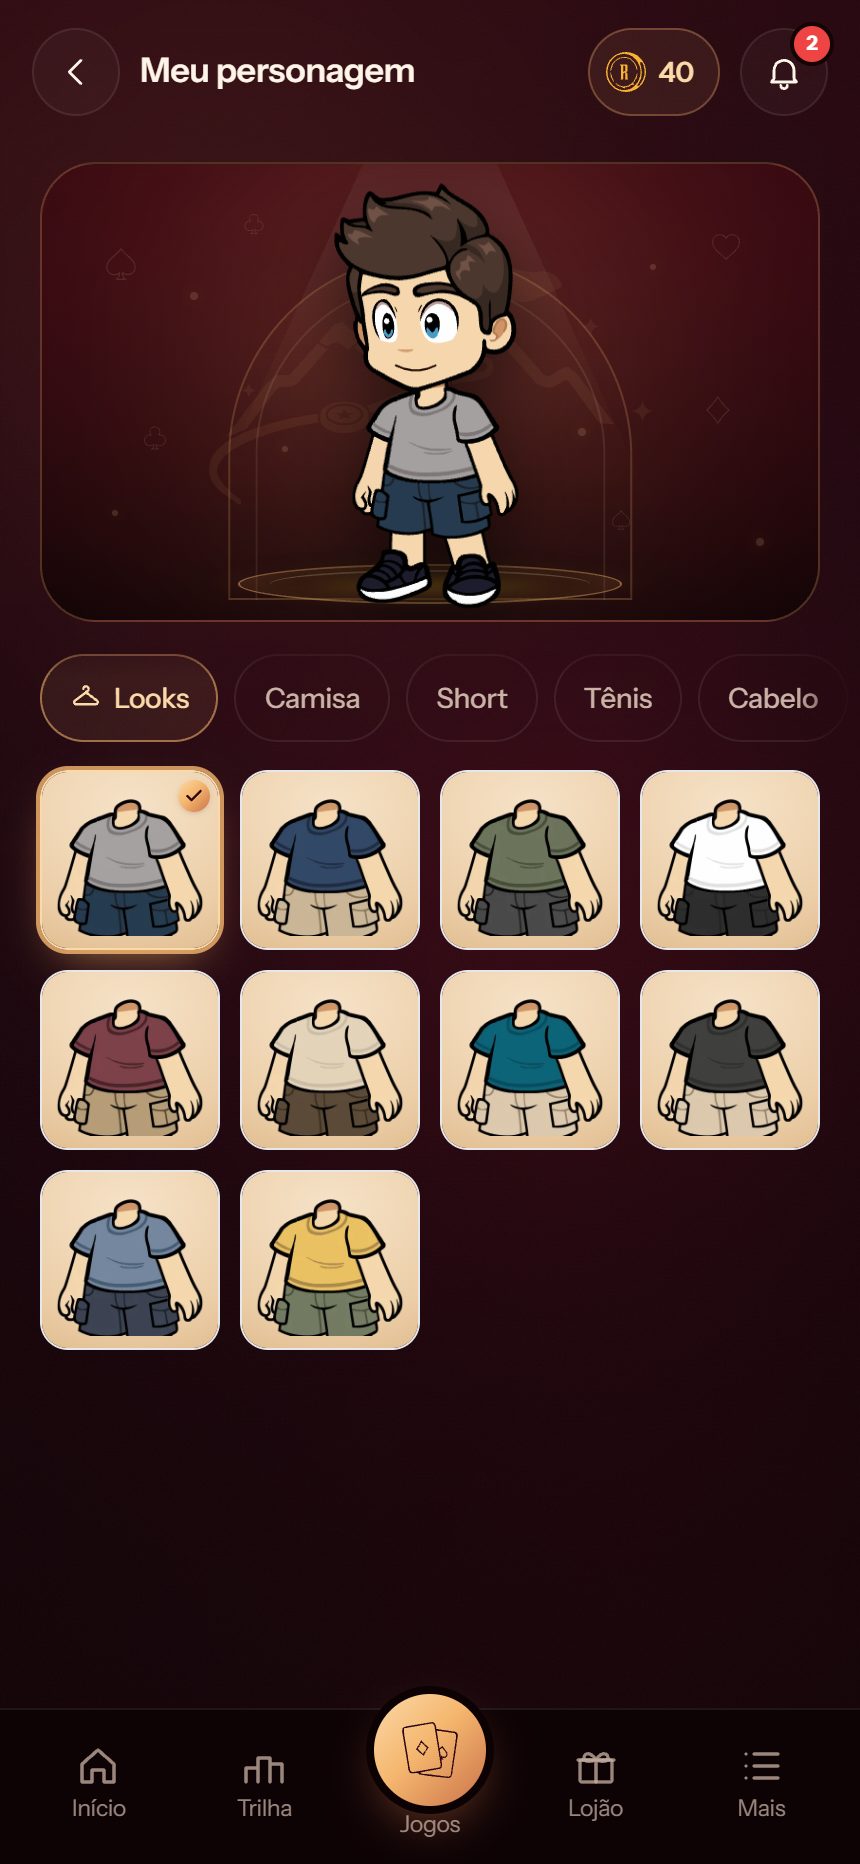 Meu personagem
R 40
2
Looks
Camisa
Short
Tênis
Cabelo
Início
Trilha
Jogos
Lojão
Mais